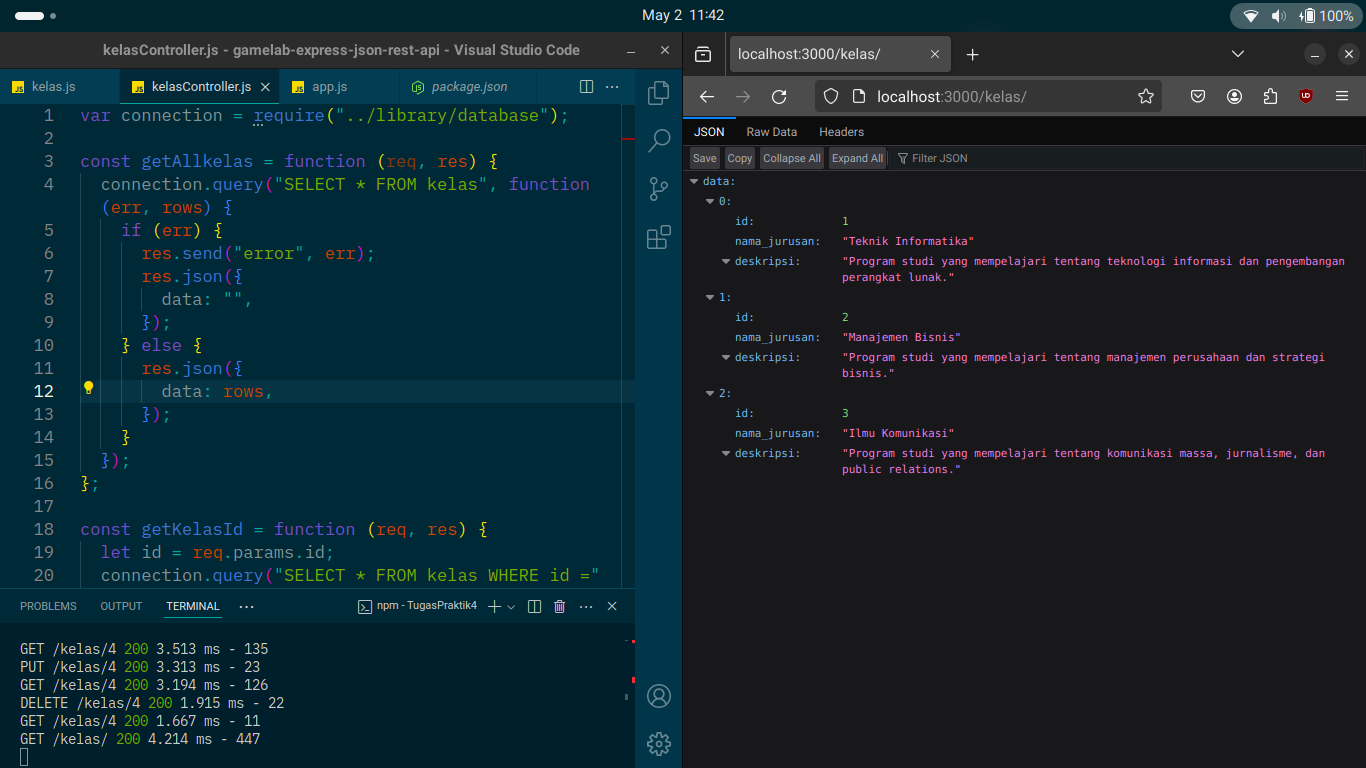 May 2 11:42
100%
kelasController.js - gamelab-express-json-rest-api - Visual Studio Code
kelas.js
kelasController.js
app.js
package.json
1 var connection = require("../library/database");
2
3 const getAllkelas = function (req, res) {
4 connection.query("SELECT * FROM kelas", function
(err, rows) {
5 if (err) {
6 res.send("error", err);
7 res.json({
8 data: "",
9 });
10 } else {
11 res.json({
12 data: rows,
13 });
14 }
15 });
16 };
17
18 const getKelasId = function (req, res) {
19 let id = req.params.id;
20 connection.query("SELECT * FROM kelas WHERE id ="
PROBLEMS OUTPUT TERMINAL ··· npm - TugasPraktik4
GET /kelas/4 200 3.513 ms - 135
PUT /kelas/4 200 3.313 ms - 23
GET /kelas/4 200 3.194 ms - 126
DELETE /kelas/4 200 1.915 ms - 22
GET /kelas/4 200 1.667 ms - 11
GET /kelas/ 200 4.214 ms - 447
localhost:3000/kelas/
localhost:3000/kelas/
JSON Raw Data Headers
Save Copy Collapse All Expand All Filter JSON
data:
0:
id: 1
nama_jurusan: "Teknik Informatika"
deskripsi: "Program studi yang mempelajari tentang teknologi informasi dan pengembangan
perangkat lunak."
1:
id: 2
nama_jurusan: "Manajemen Bisnis"
deskripsi: "Program studi yang mempelajari tentang manajemen perusahaan dan strategi
bisnis."
2:
id: 3
nama_jurusan: "Ilmu Komunikasi"
deskripsi: "Program studi yang mempelajari tentang komunikasi massa, jurnalisme, dan
public relations."